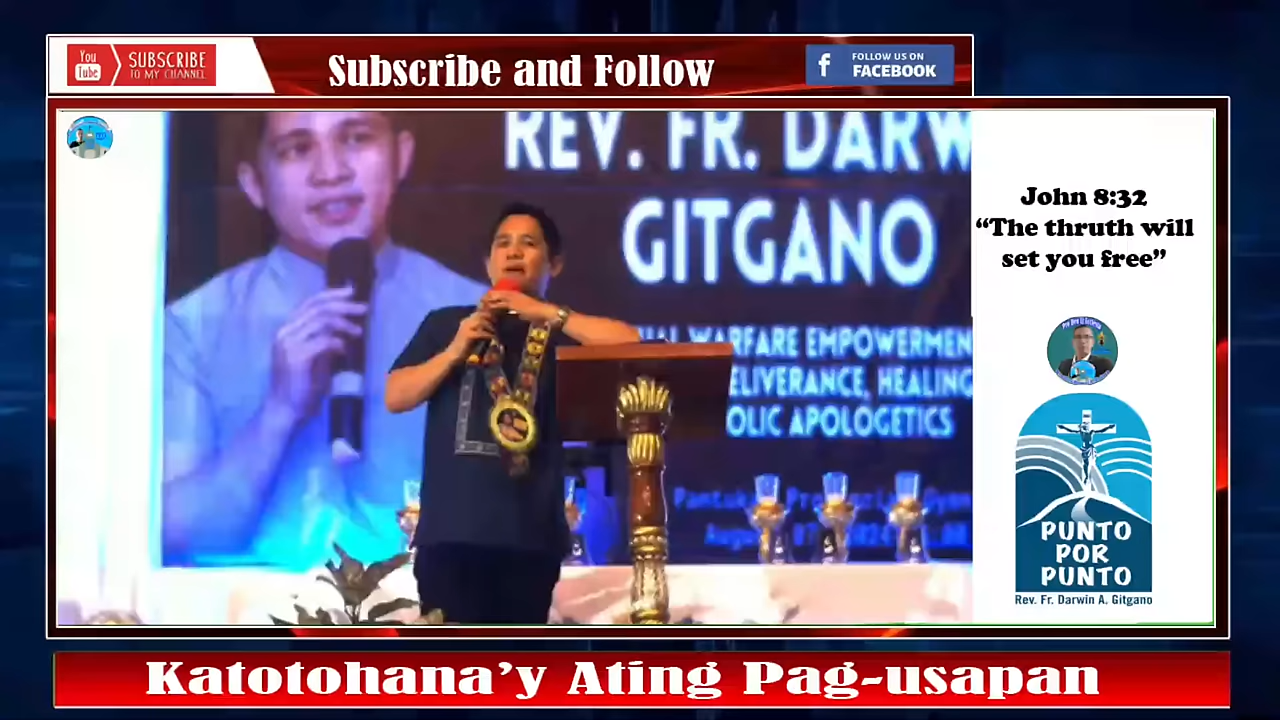 You
Tube
SUBSCRIBE
TO MY CHANNEL
Subscribe and Follow
f
FOLLOW US ON
FACEBOOK
REV. FR. DARW
GITGANO
WARFARE EMPOWERMEN
ELIVERANCE, HEALING
OLIC APOLOGETICS
John 8:32
“The thruth will
set you free”
PUNTO
POR
PUNTO
Rev. Fr. Darwin A. Gitgano
Katotohana’y Ating Pag-usapan